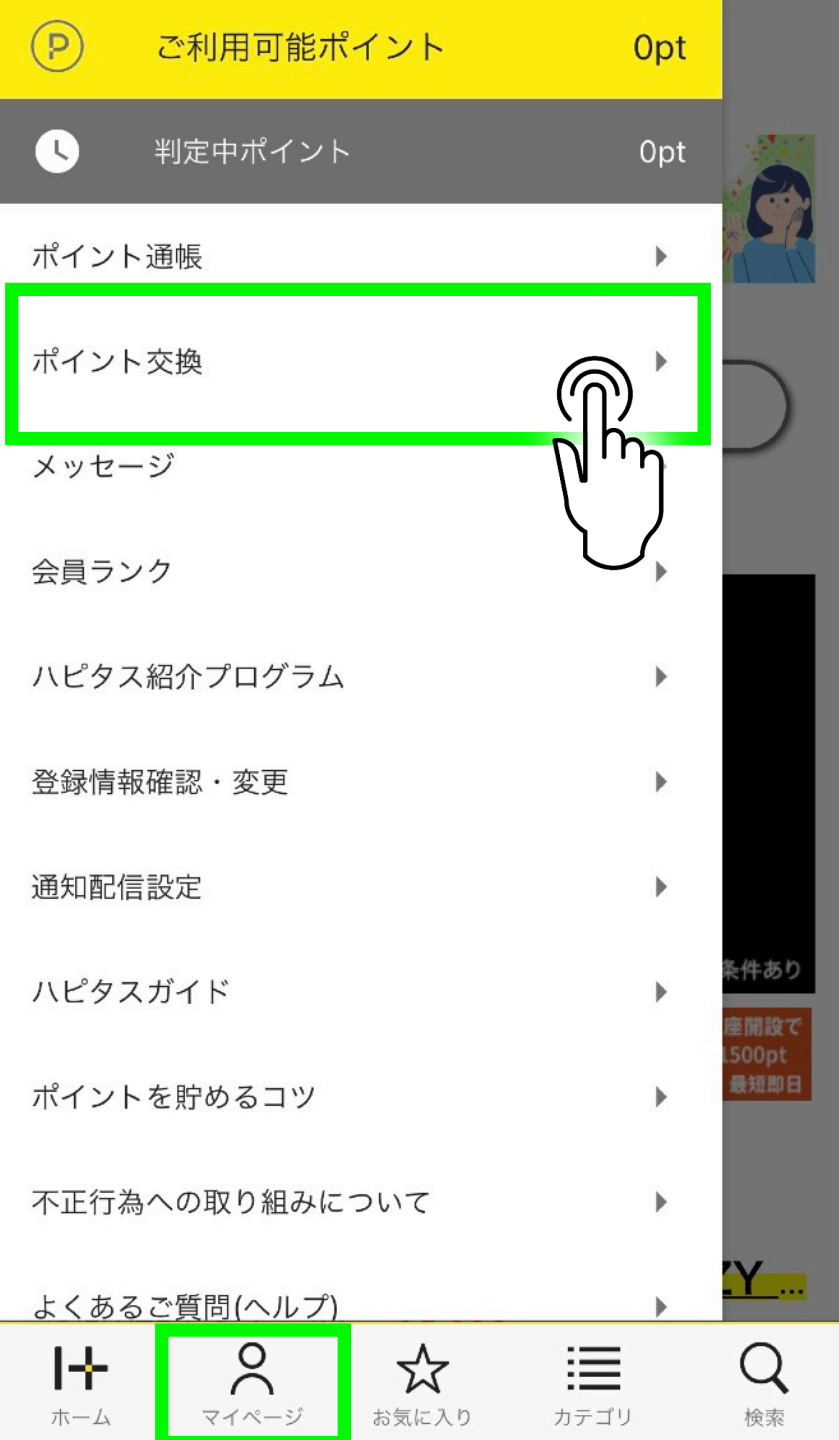 P ご利用可能ポイント 0pt
判定中ポイント 0pt
ポイント通帳
ポイント交換
メッセージ
会員ランク
ハピタス紹介プログラム
登録情報確認・変更
通知配信設定
ハピタスガイド
条件あり
座開設で
1500pt
最短即日
ポイントを貯めるコツ
不正行為への取り組みについて
ZY ...
よくあるご質問(ヘルプ)
ホーム マイページ お気に入り カテゴリ 検索